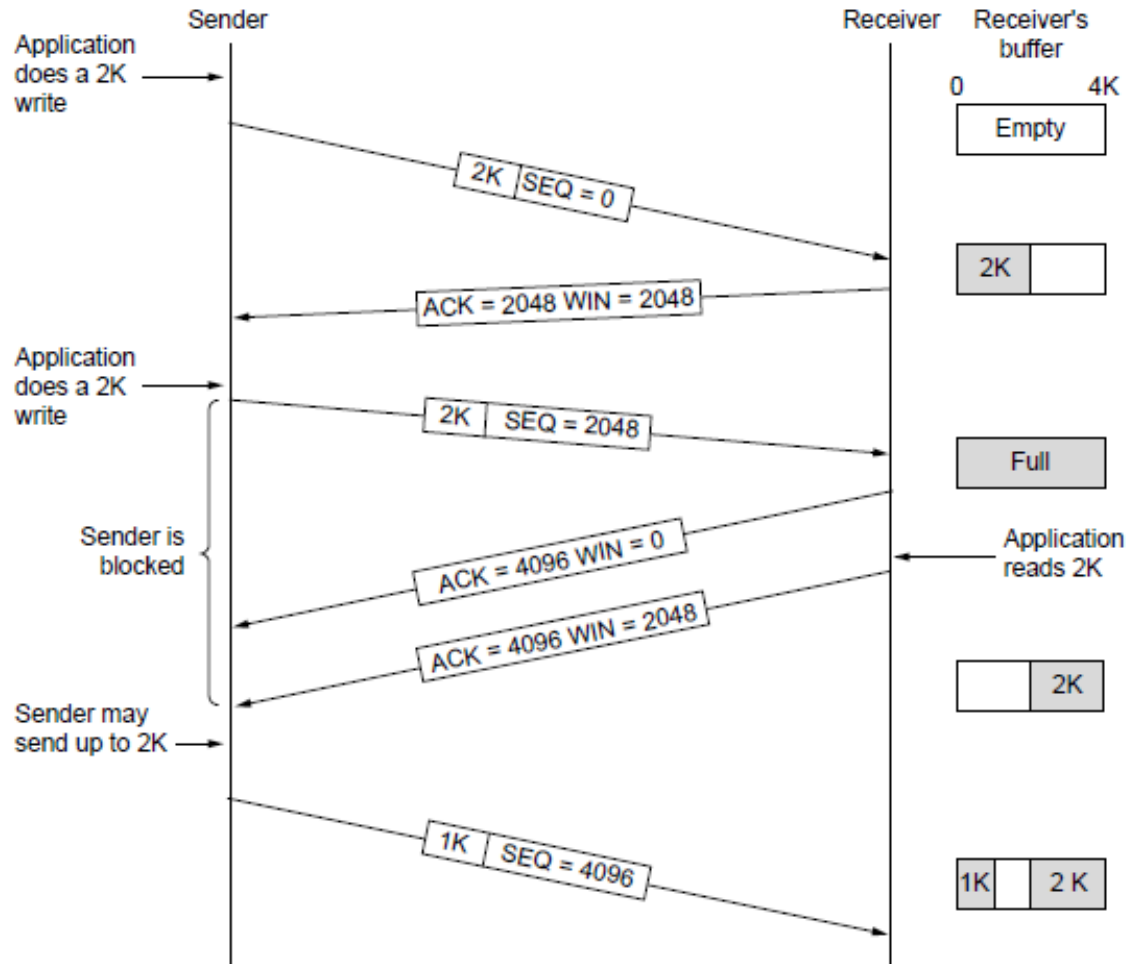 Sender
Receiver
Receiver's
buffer
Application
does a 2K
write
0
4K
Empty
2K
SEQ = 0
2K
ACK = 2048 WIN = 2048
Application
does a 2K
write
2K
SEQ = 2048
Full
Sender is
blocked
ACK = 4096 WIN = 0
Application
reads 2K
ACK = 4096 WIN = 2048
2K
Sender may
send up to 2K
1K
SEQ = 4096
1K
2 K